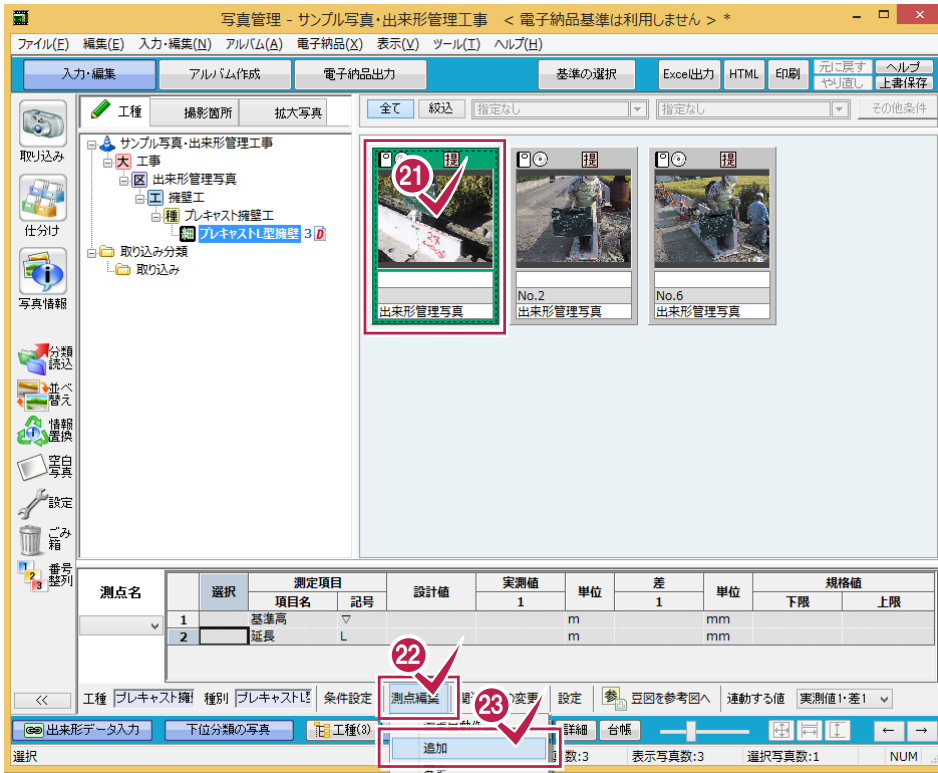 写真管理 - サンプル写真・出来形管理工事 < 電子納品基準は利用しません > *
ファイル(F) 編集(E) 入力・編集(N) アルバム(A) 電子納品(X) 表示(V) ツール(T) ヘルプ(H)
入力・編集 アルバム作成 電子納品出力 基準の選択 Excel出力 HTML 印刷 元に戻す やり直し ヘルプ 上書保存
取り込み
仕分け
写真情報
分類読込
並べ替え
情報置換
空白写真
設定
ごみ箱
番号整列
工種 撮影箇所 拡大写真
サンプル写真・出来形管理工事
大 工事
区 出来形管理写真
工 擁壁工
種 プレキャスト擁壁工
細 プレキャストL型擁壁 3 D
取り込み分類
取り込み
全て 絞込 指定なし 指定なし その他条件
提 提 提
21
No.2 No.6
出来形管理写真 出来形管理写真 出来形管理写真
測点名 選択 測定項目 設計値 実測値 単位 差 単位 規格値
項目名 記号 1 1 下限 上限
1 基準高 ▽ m mm
2 延長 L m mm
22
<< 工種 プレキャスト擁壁 種別 プレキャストL型 条件設定 測点編集 の変更 設定 参 豆図を参考図へ 連動する値 実測値1・差1
23
出来形データ入力 下位分類の写真 工種(3) 詳細 台帳
追加
選択 数:3 表示写真数:3 選択写真数:1 NUM